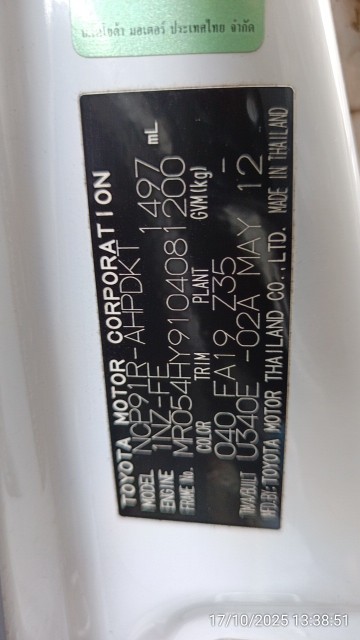 โตโยต้า มอเตอร์ ประเทศไทย จำกัด
TOYOTA MOTOR CORPORATION
MODEL NCP91R-AHPDKT
ENGINE 1NZ-FE 1497 mL
FRAME No. MR054HY9104081200
COLOR TRIM PLANT GVM(kg)
040 FA19 Z35 -
TM/A/BUILT U340E -02A MAY 12
MFD.BY: TOYOTA MOTOR THAILAND CO.,LTD. MADE IN THAILAND
17/10/2025 13:38:51